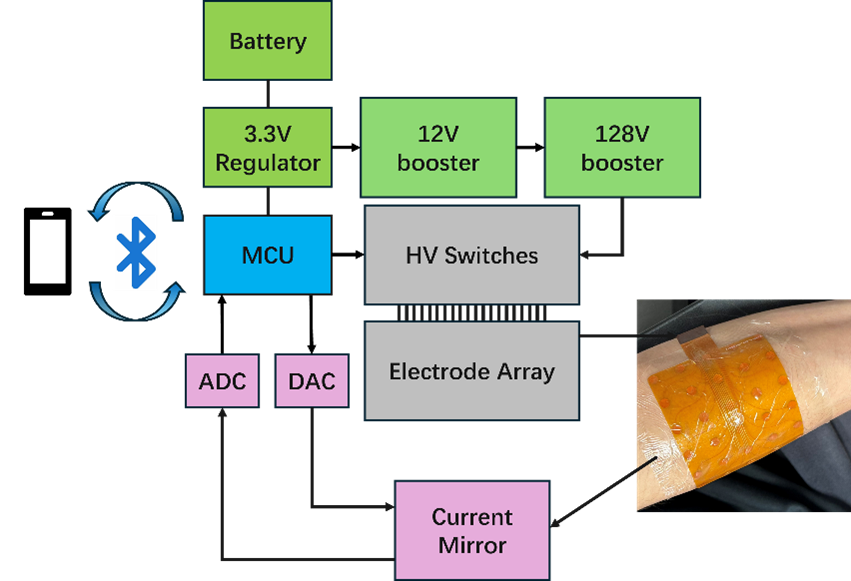 Battery
3.3V
Regulator
12V
booster
128V
booster
MCU
HV Switches
Electrode Array
ADC
DAC
Current
Mirror